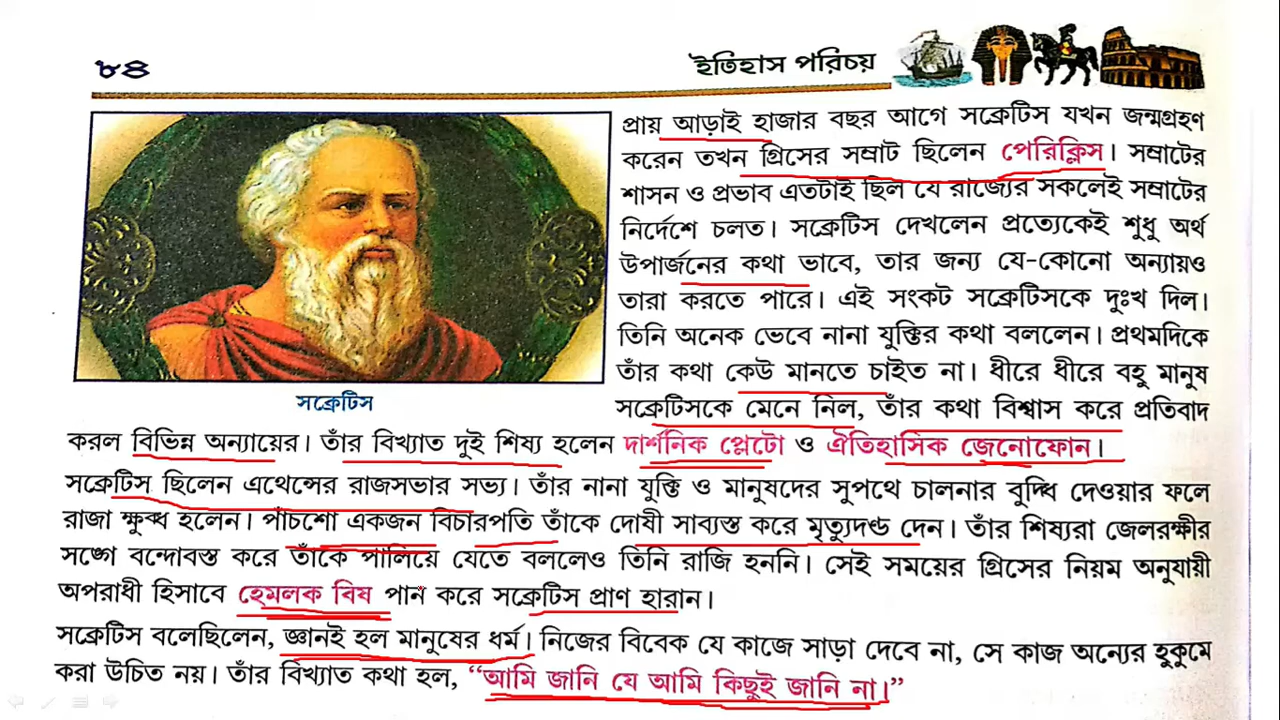 ৮৪
ইতিহাস পরিচয়
প্রায় আড়াই হাজার বছর আগে সক্রেটিস যখন জন্মগ্রহণ
করেন তখন গ্রিসের সম্রাট ছিলেন পেরিক্লিস। সম্রাটের
শাসন ও প্রভাব এতটাই ছিল যে রাজ্যের সকলেই সম্রাটের
নির্দেশে চলত। সক্রেটিস দেখলেন প্রত্যেকেই শুধু অর্থ
উপার্জনের কথা ভাবে, তার জন্য যে-কোনো অন্যায়ও
তারা করতে পারে। এই সংকট সক্রেটিসকে দুঃখ দিল।
তিনি অনেক ভেবে নানা যুক্তির কথা বললেন। প্রথমদিকে
তাঁর কথা কেউ মানতে চাইত না। ধীরে ধীরে বহু মানুষ
সক্রেটিস
সক্রেটিসকে মেনে নিল, তাঁর কথা বিশ্বাস করে প্রতিবাদ
করল বিভিন্ন অন্যায়ের। তাঁর বিখ্যাত দুই শিষ্য হলেন দার্শনিক প্লেটো ও ঐতিহাসিক জেনোফোন।
সক্রেটিস ছিলেন এথেন্সের রাজসভার সভ্য। তাঁর নানা যুক্তি ও মানুষদের সুপথে চালনার বুদ্ধি দেওয়ার ফলে
রাজা ক্ষুব্ধ হলেন। পাঁচশো একজন বিচারপতি তাঁকে দোষী সাব্যস্ত করে মৃত্যুদণ্ড দেন। তাঁর শিষ্যরা জেলরক্ষীর
সঙ্গে বন্দোবস্ত করে তাঁকে পালিয়ে যেতে বললেও তিনি রাজি হননি। সেই সময়ের গ্রিসের নিয়ম অনুযায়ী
অপরাধী হিসাবে হেমলক বিষ পান করে সক্রেটিস প্রাণ হারান।
সক্রেটিস বলেছিলেন, জ্ঞানই হল মানুষের ধর্ম। নিজের বিবেক যে কাজে সাড়া দেবে না, সে কাজ অন্যের হুকুমে
করা উচিত নয়। তাঁর বিখ্যাত কথা হল, “আমি জানি যে আমি কিছুই জানি না।”